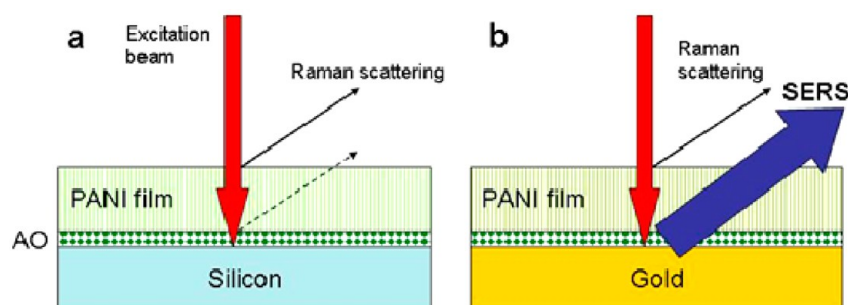 a
Excitation
beam
Raman scattering
PANI film
AO
Silicon
b
Raman
scattering
SERS
PANI film
Gold